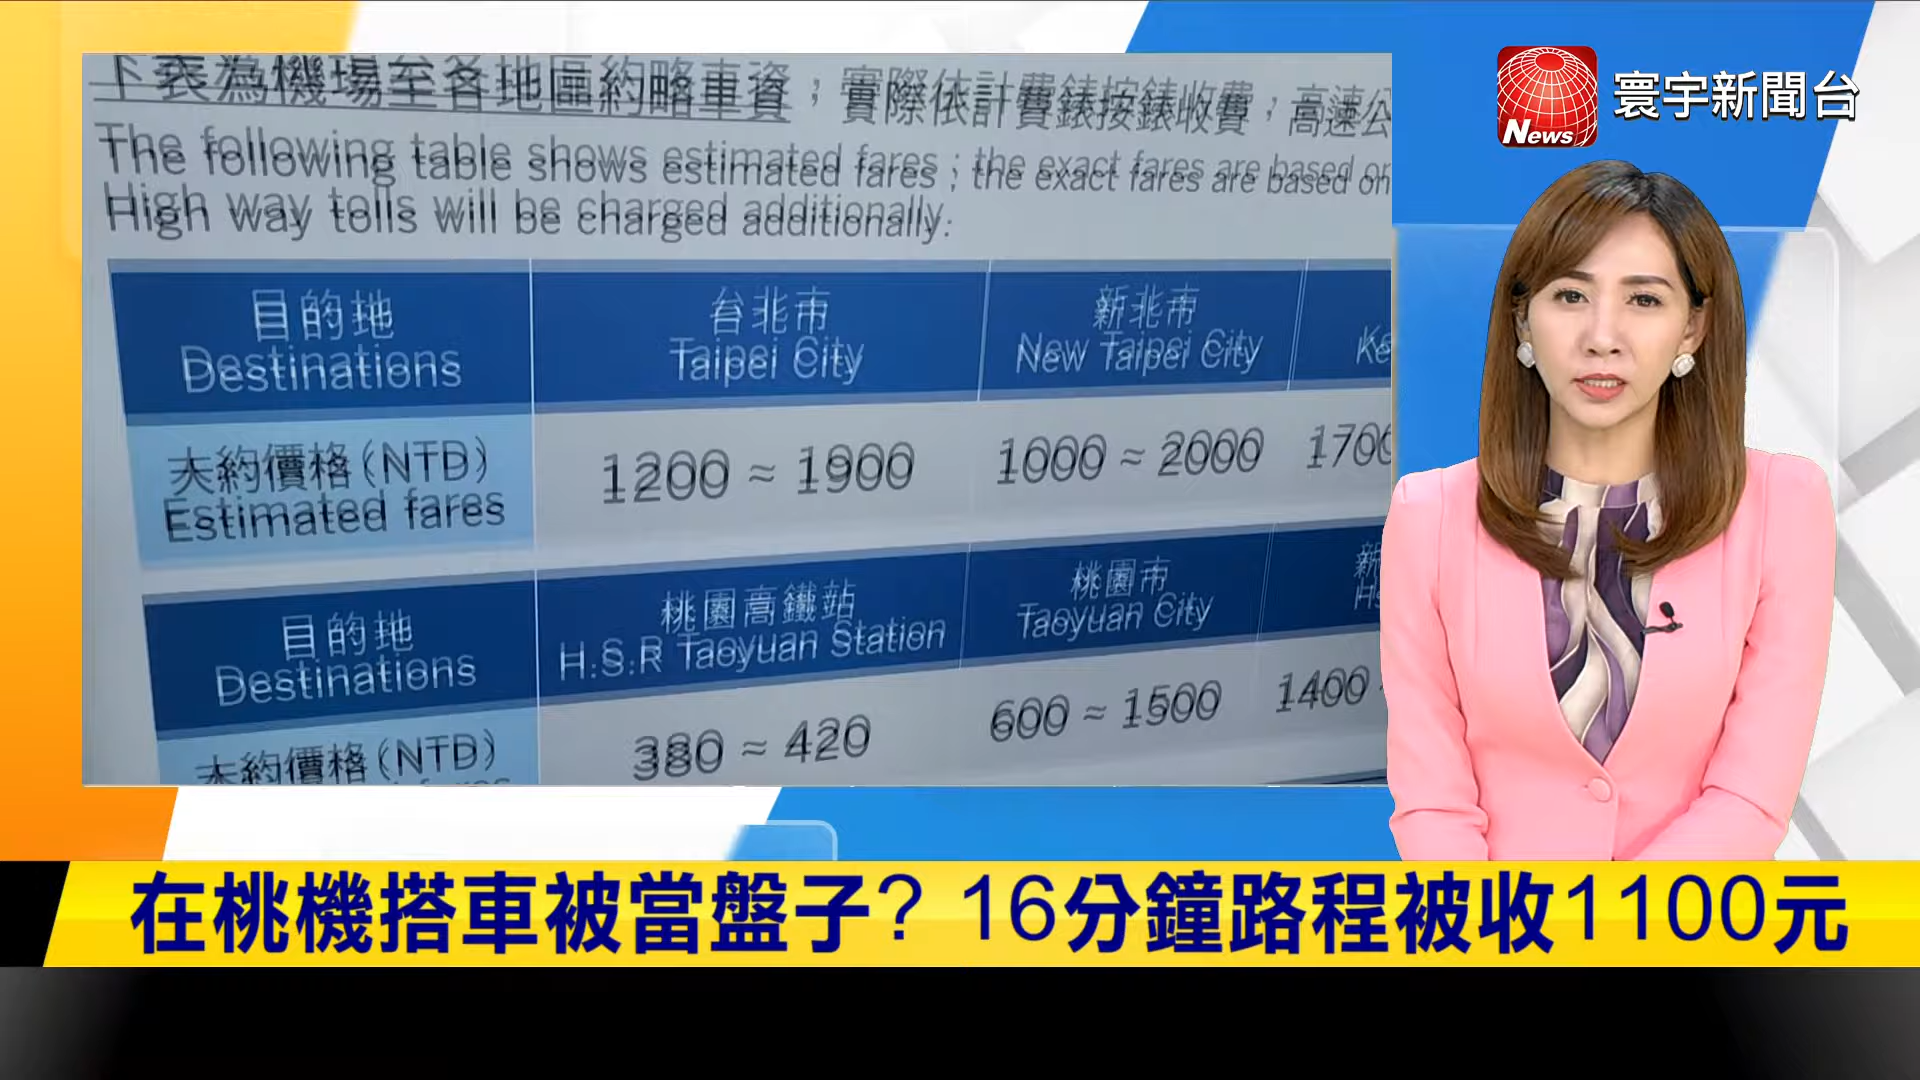 下表為機場至各地區約略車資，實際依計費錶按錶收費，高速公
The following table shows estimated fares ; the exact fares are based on
High way tolls will be charged additionally.
目的地
Destinations
台北市
Taipei City
新北市
New Taipei City
Ke
大約價格(NTD)
Estimated fares
1200 ≈ 1900
1000 ≈ 2000
1700
目的地
Destinations
桃園高鐵站
H.S.R Taoyuan Station
桃園市
Taoyuan City
新
Hs
大約價格(NTD)
380 ≈ 420
600 ≈ 1500
1400
News
寰宇新聞台
在桃機搭車被當盤子? 16分鐘路程被收1100元